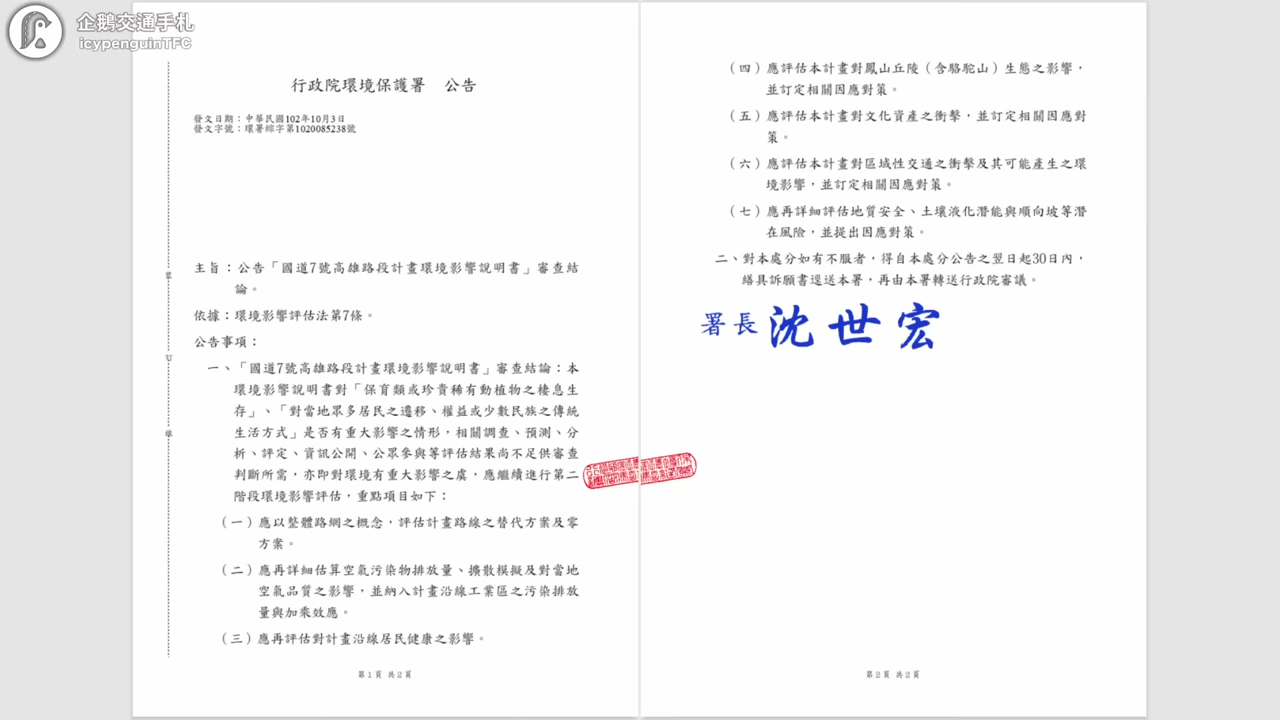 企鵝交通手札
icypenguinTFC
行政院環境保護署 公告
發文日期：中華民國102年10月3日
發文字號：環署綜字第1020085238號
主旨：公告「國道7號高雄路段計畫環境影響說明書」審查結
論。
依據：環境影響評估法第7條。
公告事項：
一、「國道7號高雄路段計畫環境影響說明書」審查結論：本
環境影響說明書對「保育類或珍貴稀有動植物之棲息生
存」、「對當地眾多居民之遷移、權益或少數民族之傳統
生活方式」是否有重大影響之情形，相關調查、預測、分
析、評定、資訊公開、公眾參與等評估結果尚不足供審查
判斷所需，亦即對環境有重大影響之虞，應繼續進行第二
階段環境影響評估，重點項目如下：
（一）應以整體路網之概念，評估計畫路線之替代方案及零
方案。
（二）應再詳細估算空氣污染物排放量、擴散模擬及對當地
空氣品質之影響，並納入計畫沿線工業區之污染排放
量與加乘效應。
（三）應再評估對計畫沿線居民健康之影響。
第1頁 共2頁
（四）應評估本計畫對鳳山丘陵（含駱駝山）生態之影響，
並訂定相關因應對策。
（五）應評估本計畫對文化資產之衝擊，並訂定相關因應對
策。
（六）應評估本計畫對區域性交通之衝擊及其可能產生之環
境影響，並訂定相關因應對策。
（七）應再詳細評估地質安全、土壤液化潛能與順向坡等潛
在風險，並提出因應對策。
二、對本處分如有不服者，得自本處分公告之翌日起30日內，
繕具訴願書逕送本署，再由本署轉送行政院審議。
署長 沈世宏
第2頁 共2頁